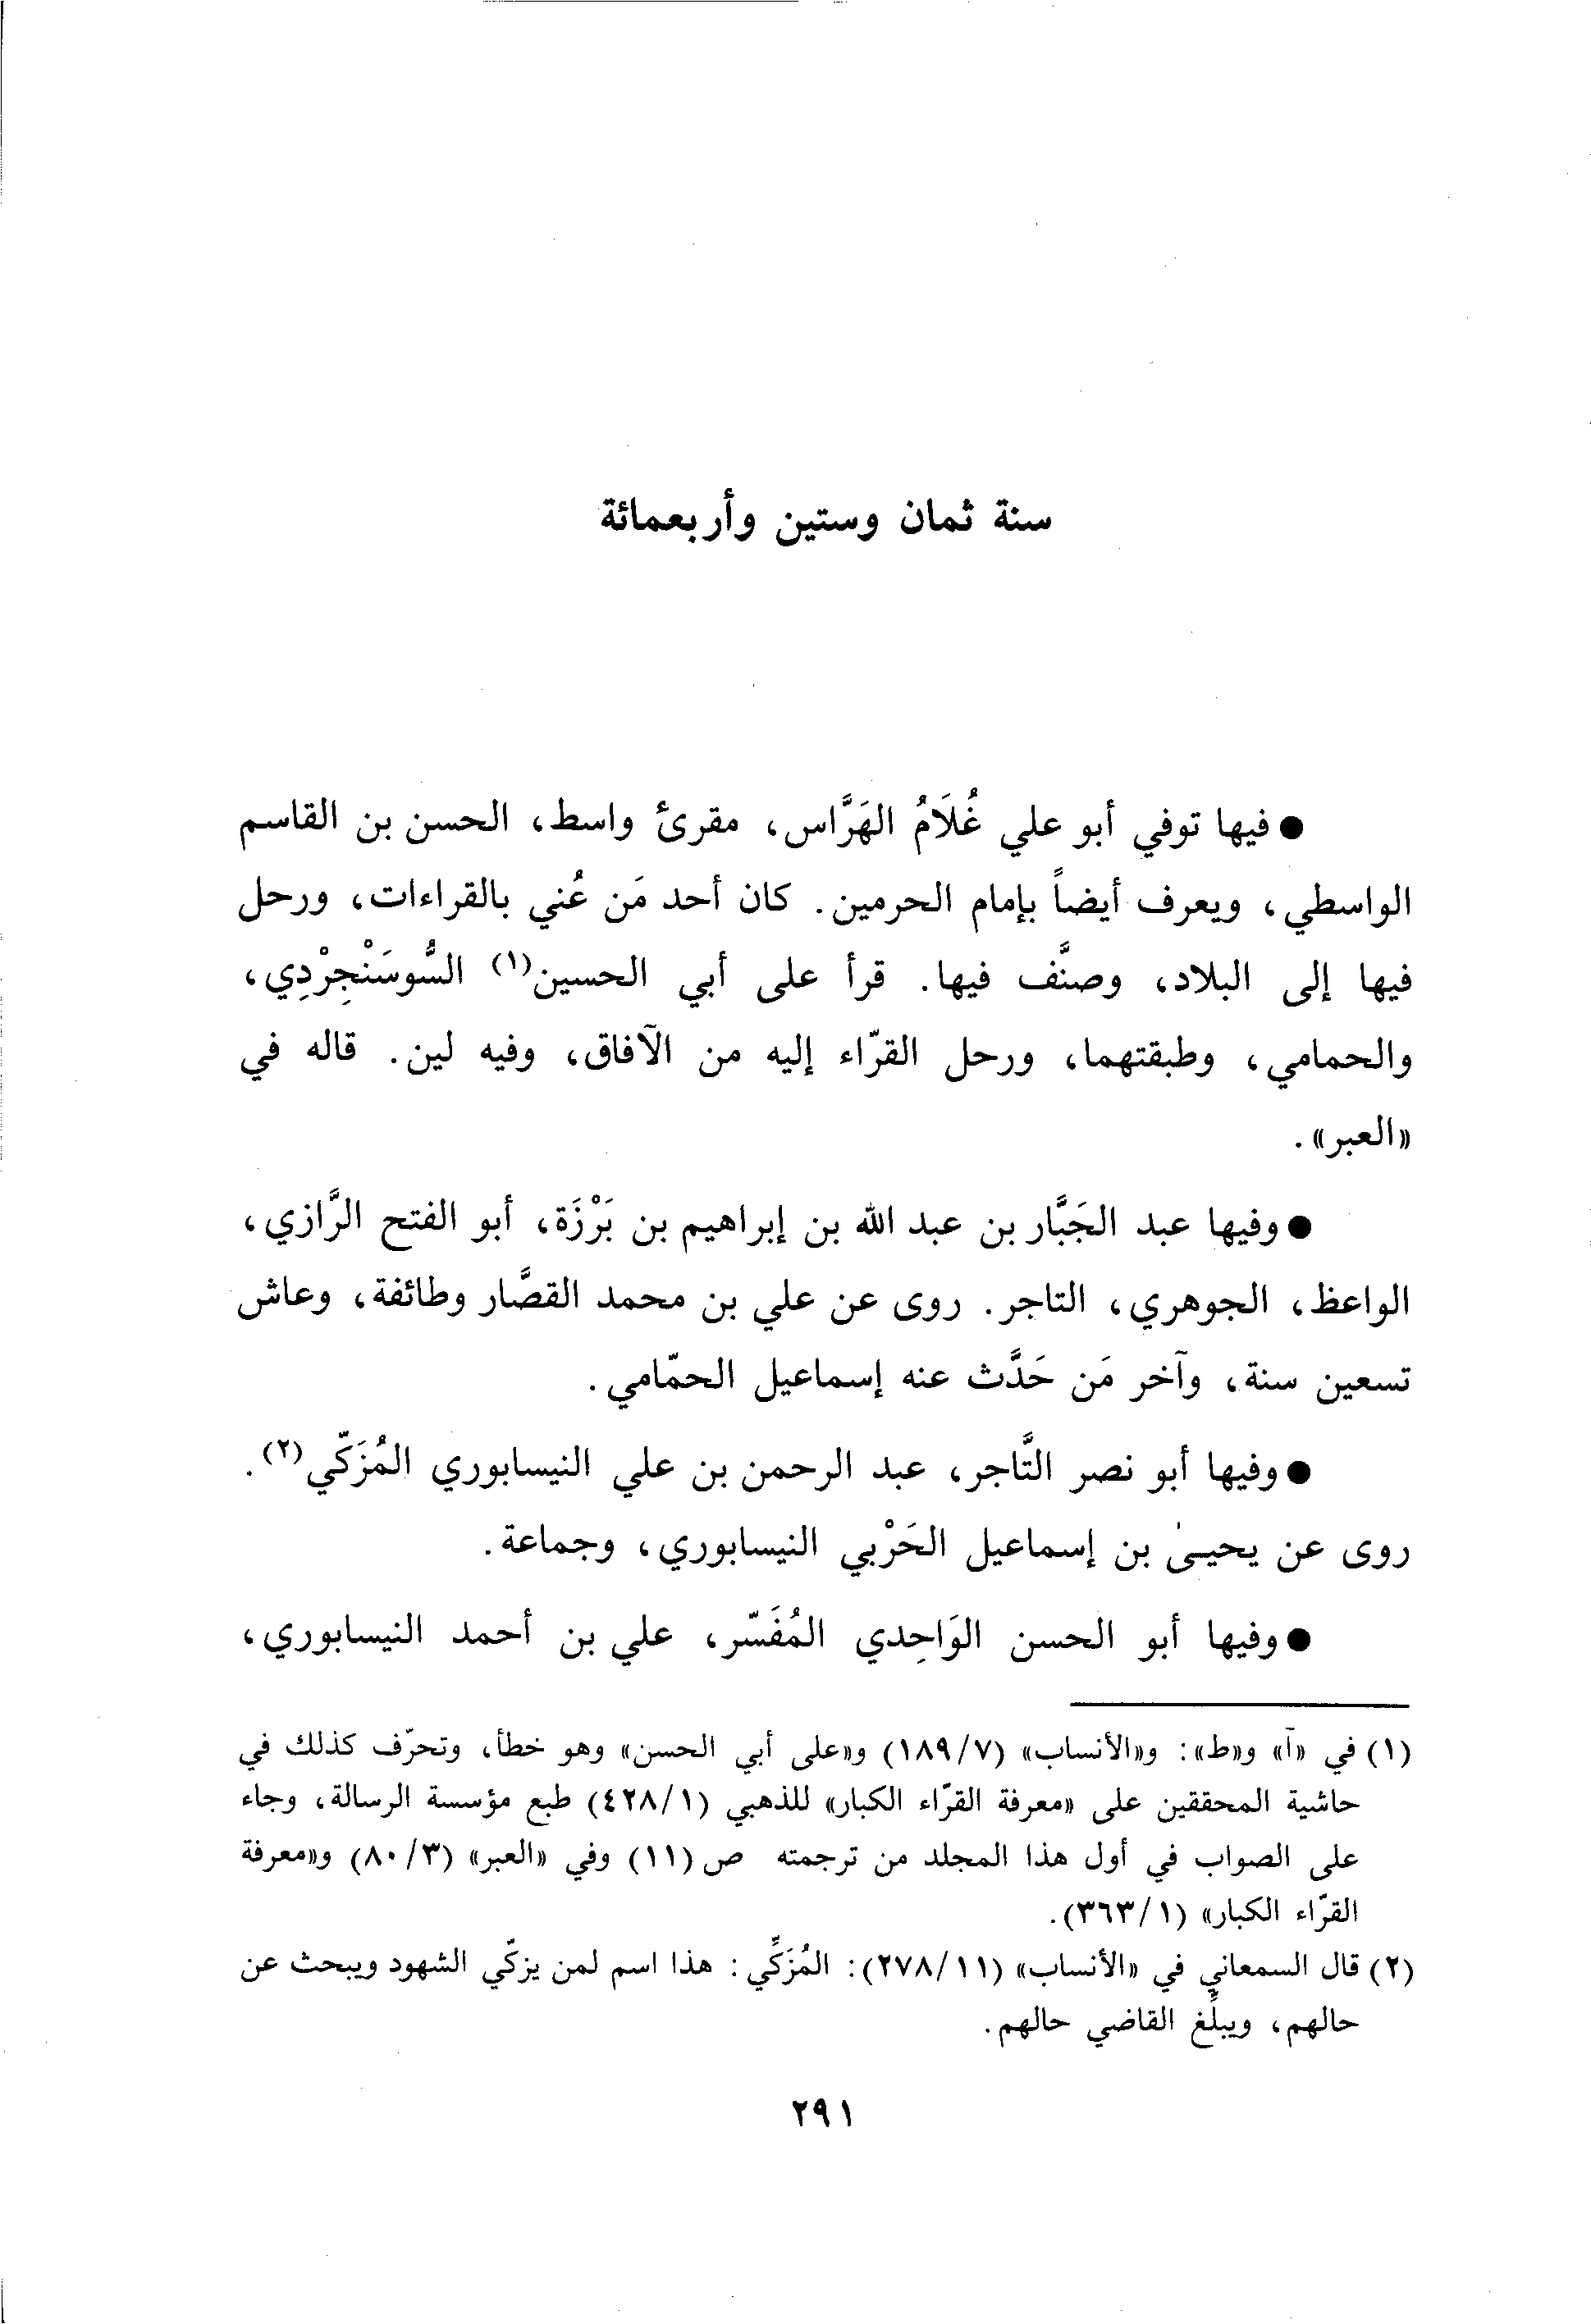 سنة ثمان وستين وأربعمائة
● فيها توفي أبو علي غُلَامُ الهَرَّاس، مقرئ واسط، الحسن بن القاسم
الواسطي، ويعرف أيضاً بإمام الحرمين. كان أحد مَن عُني بالقراءات، ورحل
فيها إلى البلاد، وصنَّف فيها. قرأ على أبي الحسين(١) السُّوسَنْجِرْدِي،
والحمامي، وطبقتهما، ورحل القرّاء إليه من الآفاق، وفيه لين. قاله في
«العبر».
● وفيها عبد الجَبَّار بن عبد الله بن إبراهيم بن بَرْزَة، أبو الفتح الرَّازي،
الواعظ، الجوهري، التاجر. روى عن علي بن محمد القصَّار وطائفة، وعاش
تسعين سنة، وآخر مَن حَدَّث عنه إسماعيل الحمّامي.
● وفيها أبو نصر التَّاجر، عبد الرحمن بن علي النيسابوري المُزَكّي(٢).
روى عن يحيىٰ بن إسماعيل الحَرْبي النيسابوري، وجماعة.
● وفيها أبو الحسن الوَاحِدي المُفَسّر، علي بن أحمد النيسابوري،
(١) في «آ» و«ط»: و«الأنساب» (٧/ ١٨٩) و«على أبي الحسن» وهو خطأ، وتحرّف كذلك في
حاشية المحققين على «معرفة القرّاء الكبار» للذهبي (١/ ٤٢٨) طبع مؤسسة الرسالة، وجاء
على الصواب في أول هذا المجلد من ترجمته ص (١١) وفي «العبر» (٣/ ٨٠) و«معرفة
القرّاء الكبار» (١/ ٣٦٣).
(٢) قال السمعاني في «الأنساب» (١١/ ٢٧٨): المُزَكِّي: هذا اسم لمن يزكّي الشهود ويبحث عن
حالهم، ويبلِّغ القاضي حالهم.
٢٩١